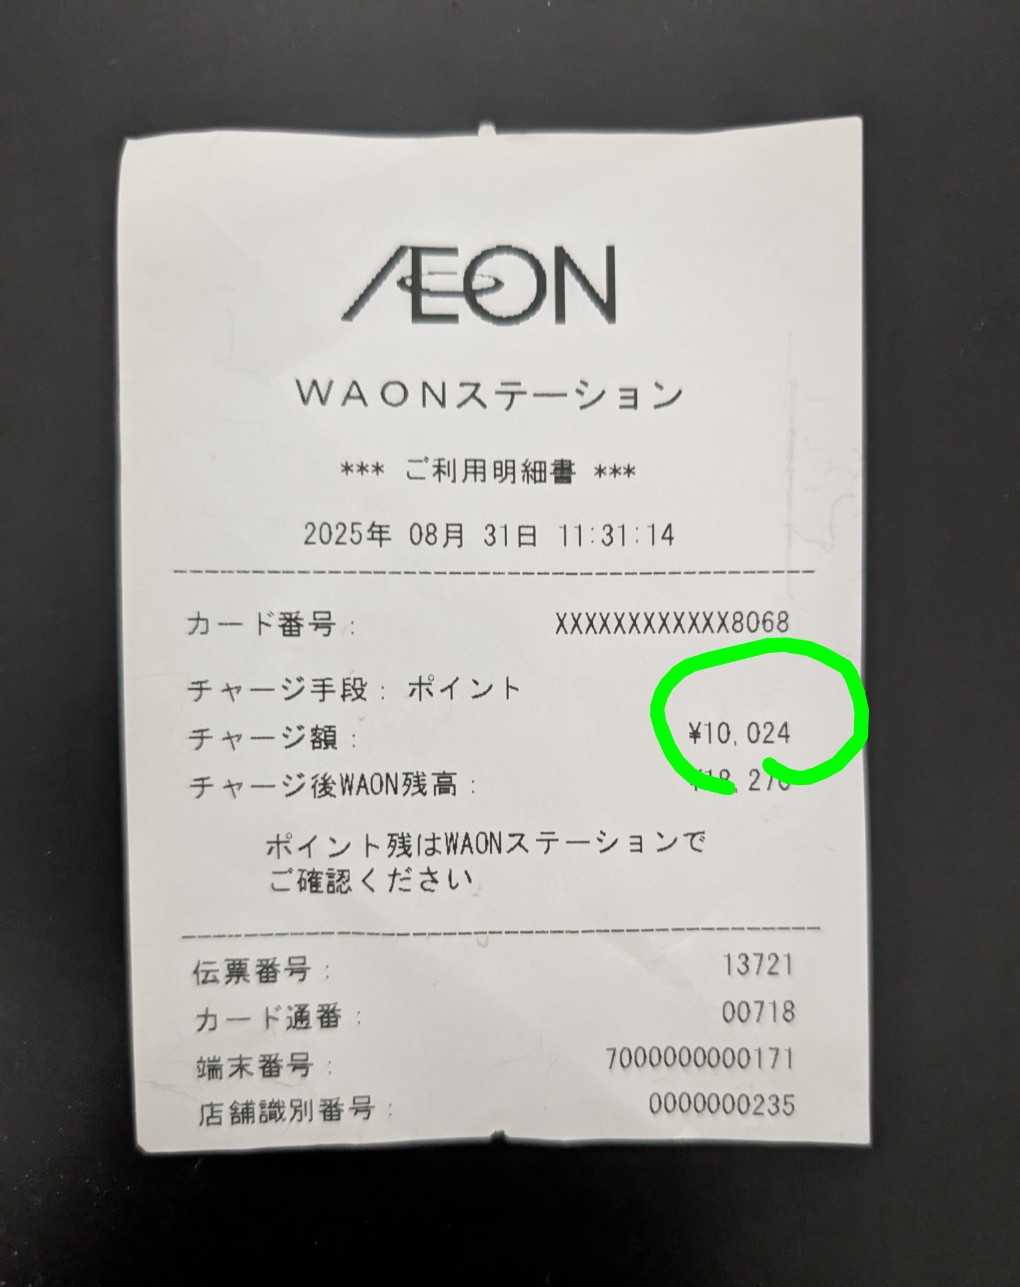 ÆON
WAONステーション
*** ご利用明細書 ***
2025年 08月 31日 11:31:14
カード番号: XXXXXXXXXXXX8068
チャージ手段: ポイント
チャージ額: ¥10,024
チャージ後WAON残高:
ポイント残はWAONステーションで
ご確認ください
伝票番号: 13721
カード通番: 00718
端末番号: 7000000000171
店舗識別番号: 0000000235